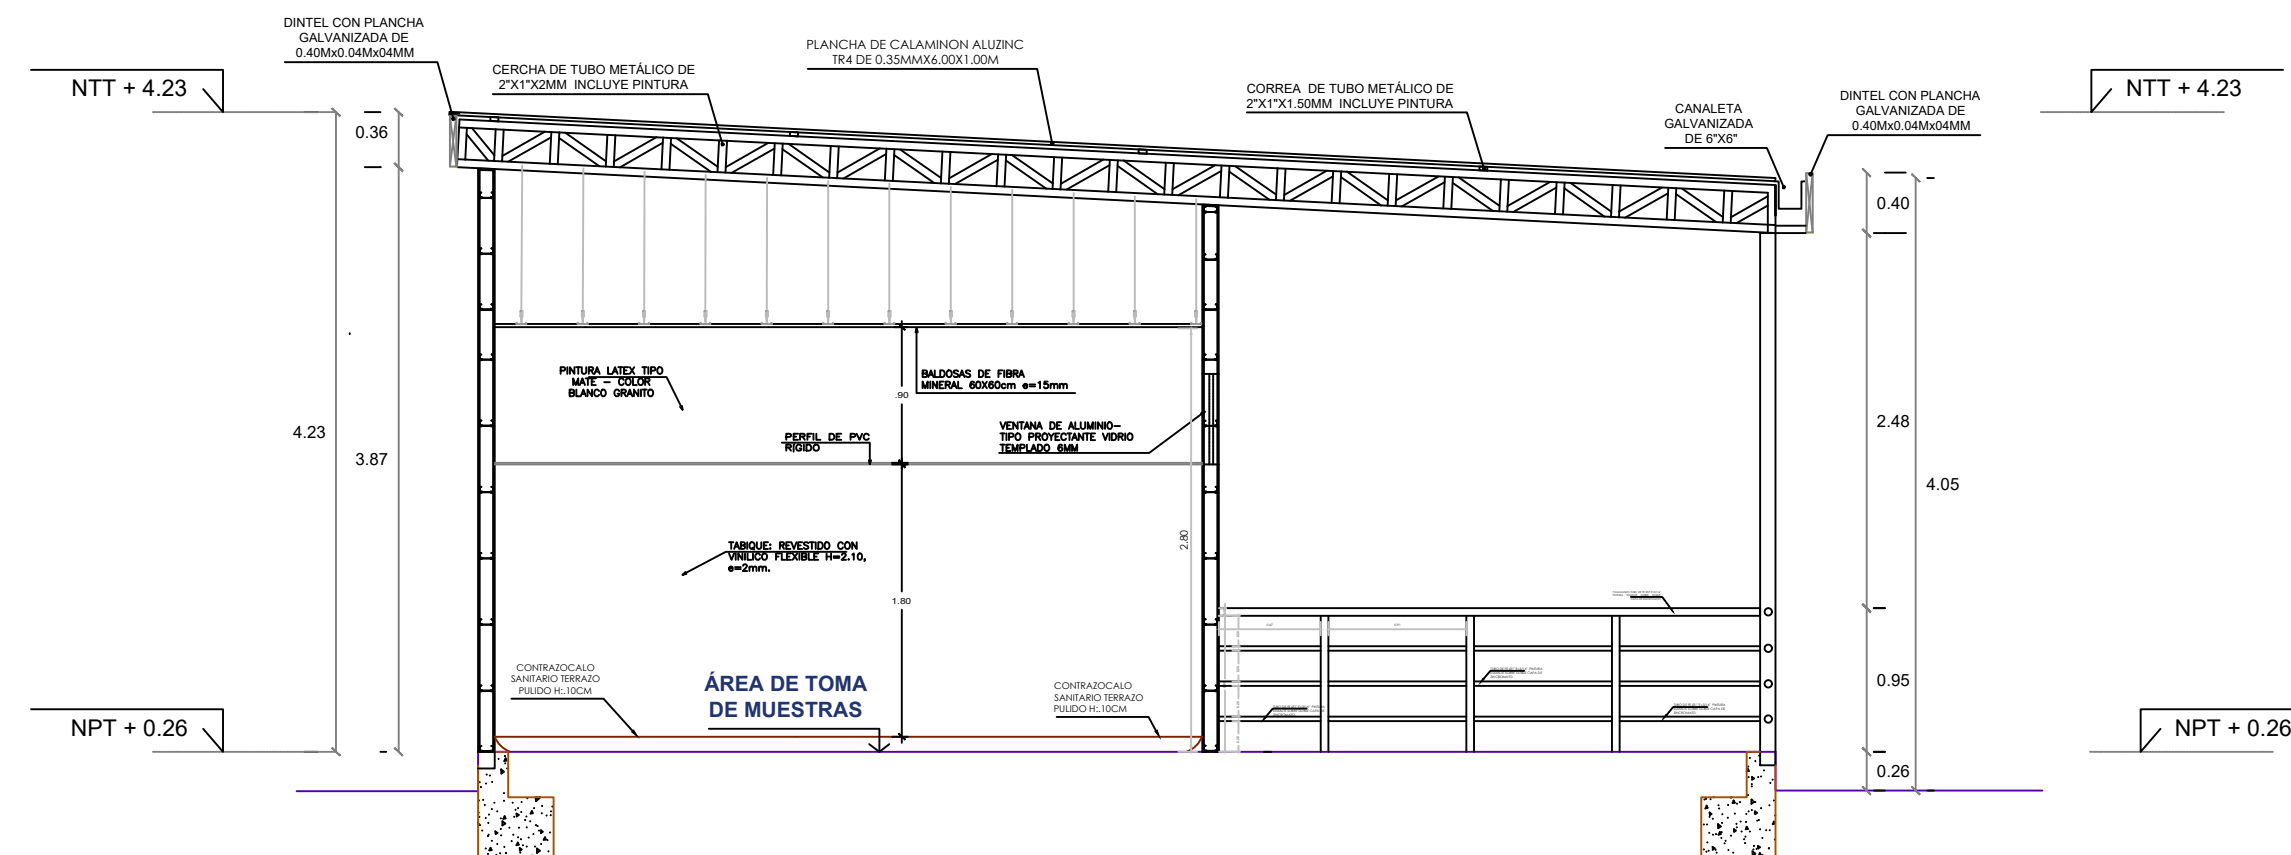 DINTEL CON PLANCHA
GALVANIZADA DE
0.40Mx0.04Mx04MM
CERCHA DE TUBO METÁLICO DE
2"X1"X2MM INCLUYE PINTURA
PLANCHA DE CALAMINON ALUZINC
TR4 DE 0.35MMX6.00X1.00M
CORREA DE TUBO METÁLICO DE
2"X1"X1.50MM INCLUYE PINTURA
CANALETA
GALVANIZADA
DE 6"X6"
DINTEL CON PLANCHA
GALVANIZADA DE
0.40Mx0.04Mx04MM
NTT + 4.23
NTT + 4.23
0.36
0.40
PINTURA LATEX TIPO
MATE - COLOR
BLANCO GRANITO
BALDOSAS DE FIBRA
MINERAL 60X60cm e=15mm
.90
PERFIL DE PVC
RIGIDO
VENTANA DE ALUMINIO-
TIPO PROYECTANTE VIDRIO
TEMPLADO 6MM
4.23
3.87
2.48
4.05
2.80
TABIQUE: REVESTIDO CON
VINILICO FLEXIBLE H=2.10,
e=2mm.
1.80
CONTRAZOCALO
SANITARIO TERRAZO
PULIDO H:.10CM
ÁREA DE TOMA
DE MUESTRAS
CONTRAZOCALO
SANITARIO TERRAZO
PULIDO H:.10CM
0.95
NPT + 0.26
NPT + 0.26
0.26